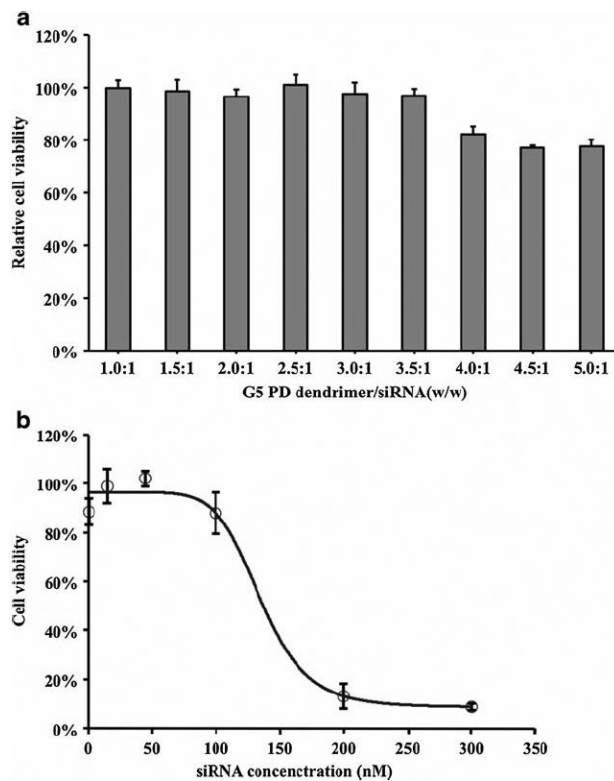 a
120%
100%
80%
60%
40%
20%
0%
Relative cell viability
1.0:1 1.5:1 2.0:1 2.5:1 3.0:1 3.5:1 4.0:1 4.5:1 5.0:1
G5 PD dendrimer/siRNA(w/w)
b
120%
100%
80%
60%
40%
20%
0%
Cell viability
0 50 100 150 200 250 300 350
siRNA concenctration (nM)